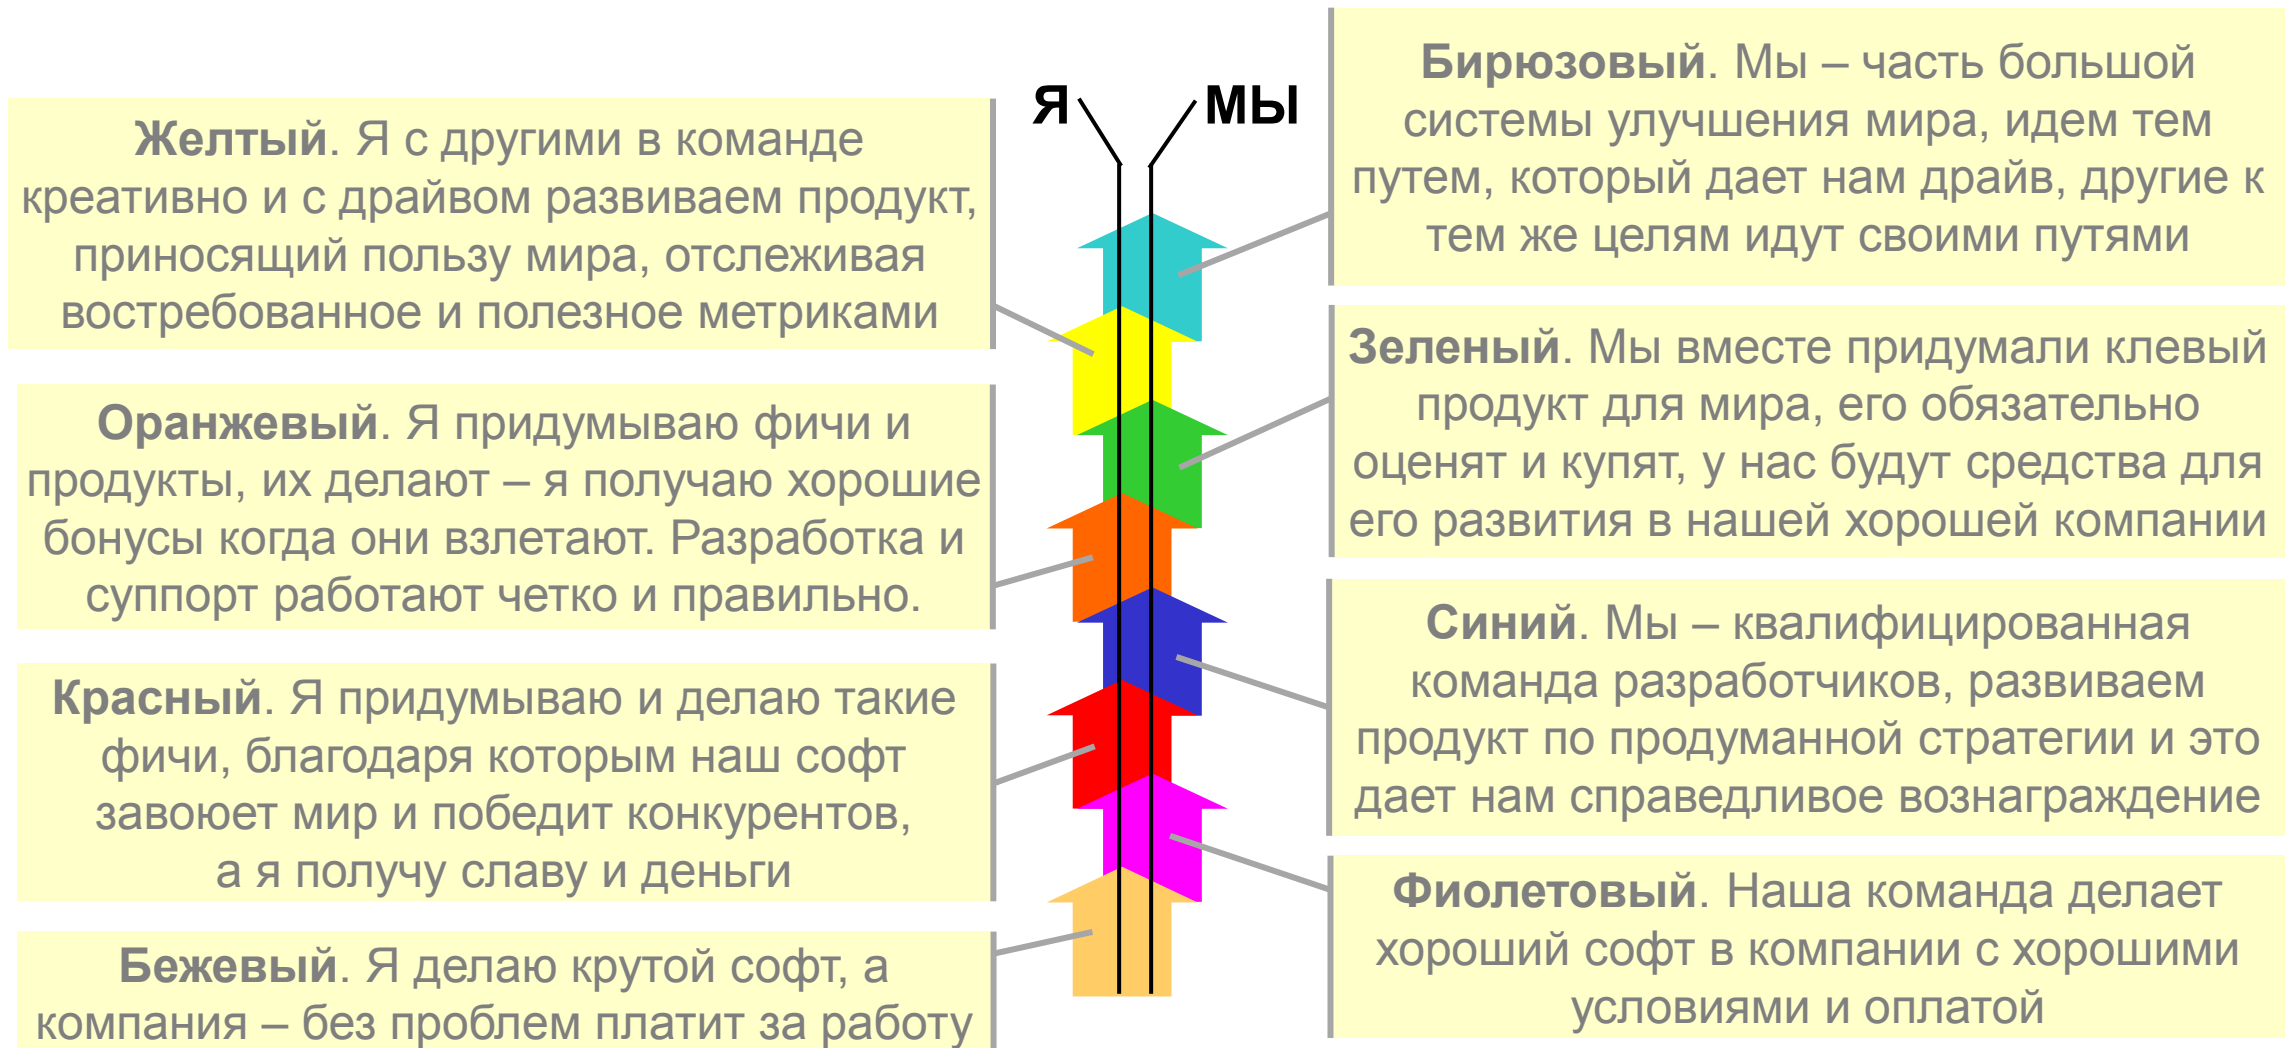 Я
МЫ
Желтый. Я с другими в команде
креативно и с драйвом развиваем продукт,
приносящий пользу мира, отслеживая
востребованное и полезное метриками
Оранжевый. Я придумываю фичи и
продукты, их делают – я получаю хорошие
бонусы когда они взлетают. Разработка и
суппорт работают четко и правильно.
Красный. Я придумываю и делаю такие
фичи, благодаря которым наш софт
завоюет мир и победит конкурентов,
а я получу славу и деньги
Бежевый. Я делаю крутой софт, а
компания – без проблем платит за работу
Бирюзовый. Мы – часть большой
системы улучшения мира, идем тем
путем, который дает нам драйв, другие к
тем же целям идут своими путями
Зеленый. Мы вместе придумали клевый
продукт для мира, его обязательно
оценят и купят, у нас будут средства для
его развития в нашей хорошей компании
Синий. Мы – квалифицированная
команда разработчиков, развиваем
продукт по продуманной стратегии и это
дает нам справедливое вознаграждение
Фиолетовый. Наша команда делает
хороший софт в компании с хорошими
условиями и оплатой